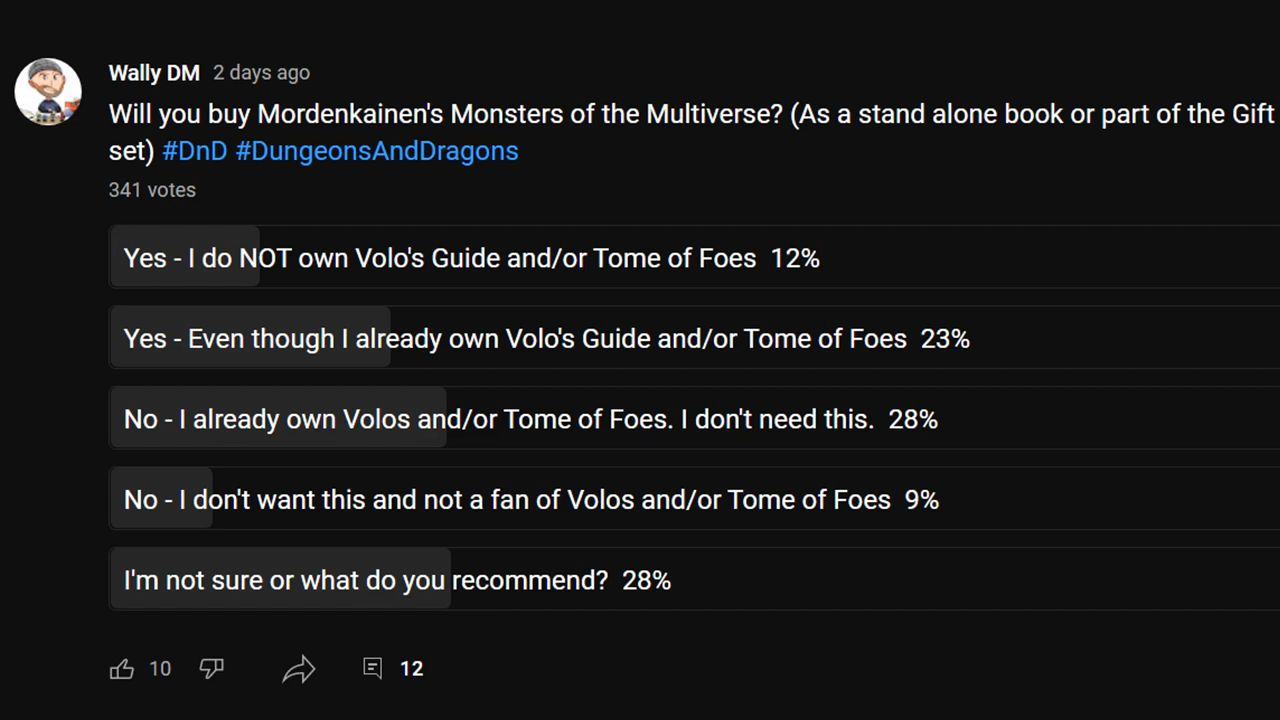 Wally DM 2 days ago
Will you buy Mordenkainen's Monsters of the Multiverse? (As a stand alone book or part of the Gift
set) #DnD #DungeonsAndDragons
341 votes
Yes - I do NOT own Volo's Guide and/or Tome of Foes 12%
Yes - Even though I already own Volo's Guide and/or Tome of Foes 23%
No - I already own Volos and/or Tome of Foes. I don't need this. 28%
No - I don't want this and not a fan of Volos and/or Tome of Foes 9%
I'm not sure or what do you recommend? 28%
10 12